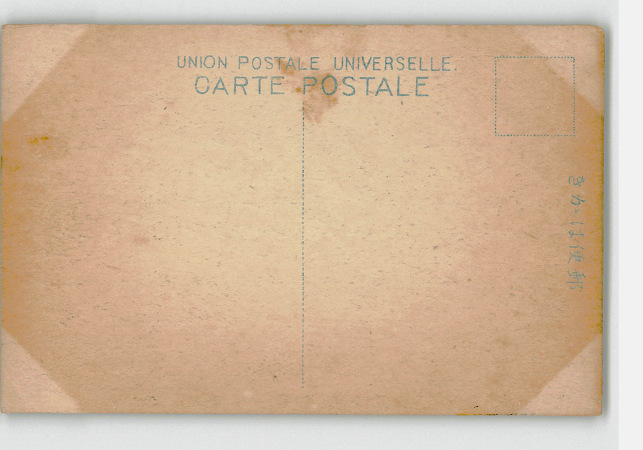 UNION POSTALE UNIVERSELLE.
CARTE POSTALE
きかは便郵